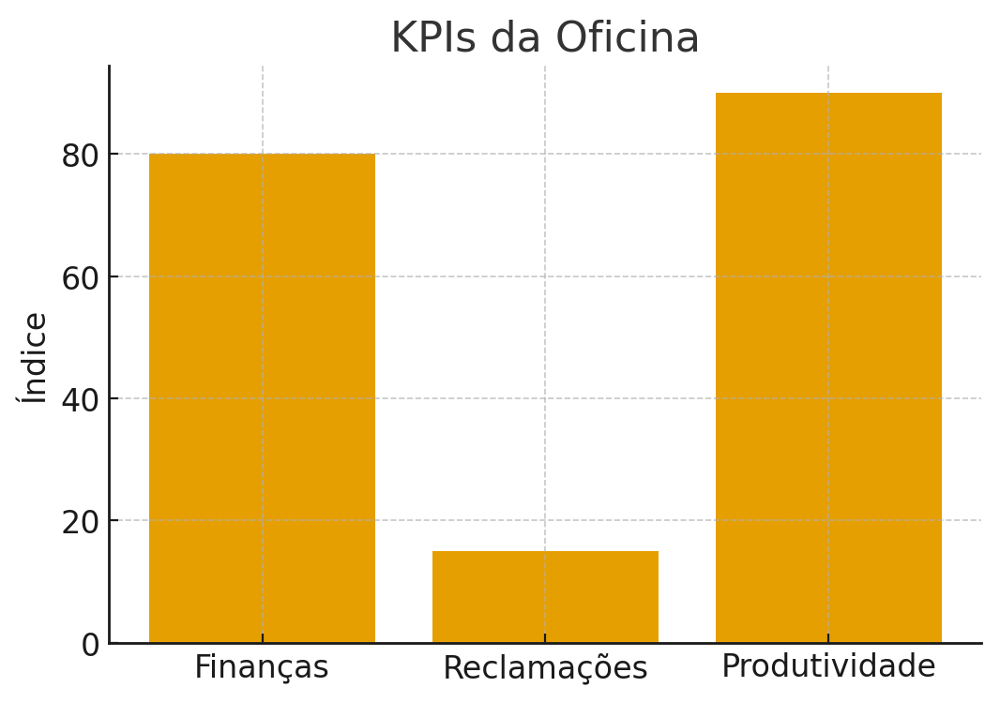 KPIs da Oficina
Índice
80
60
40
20
0
Finanças
Reclamações
Produtividade